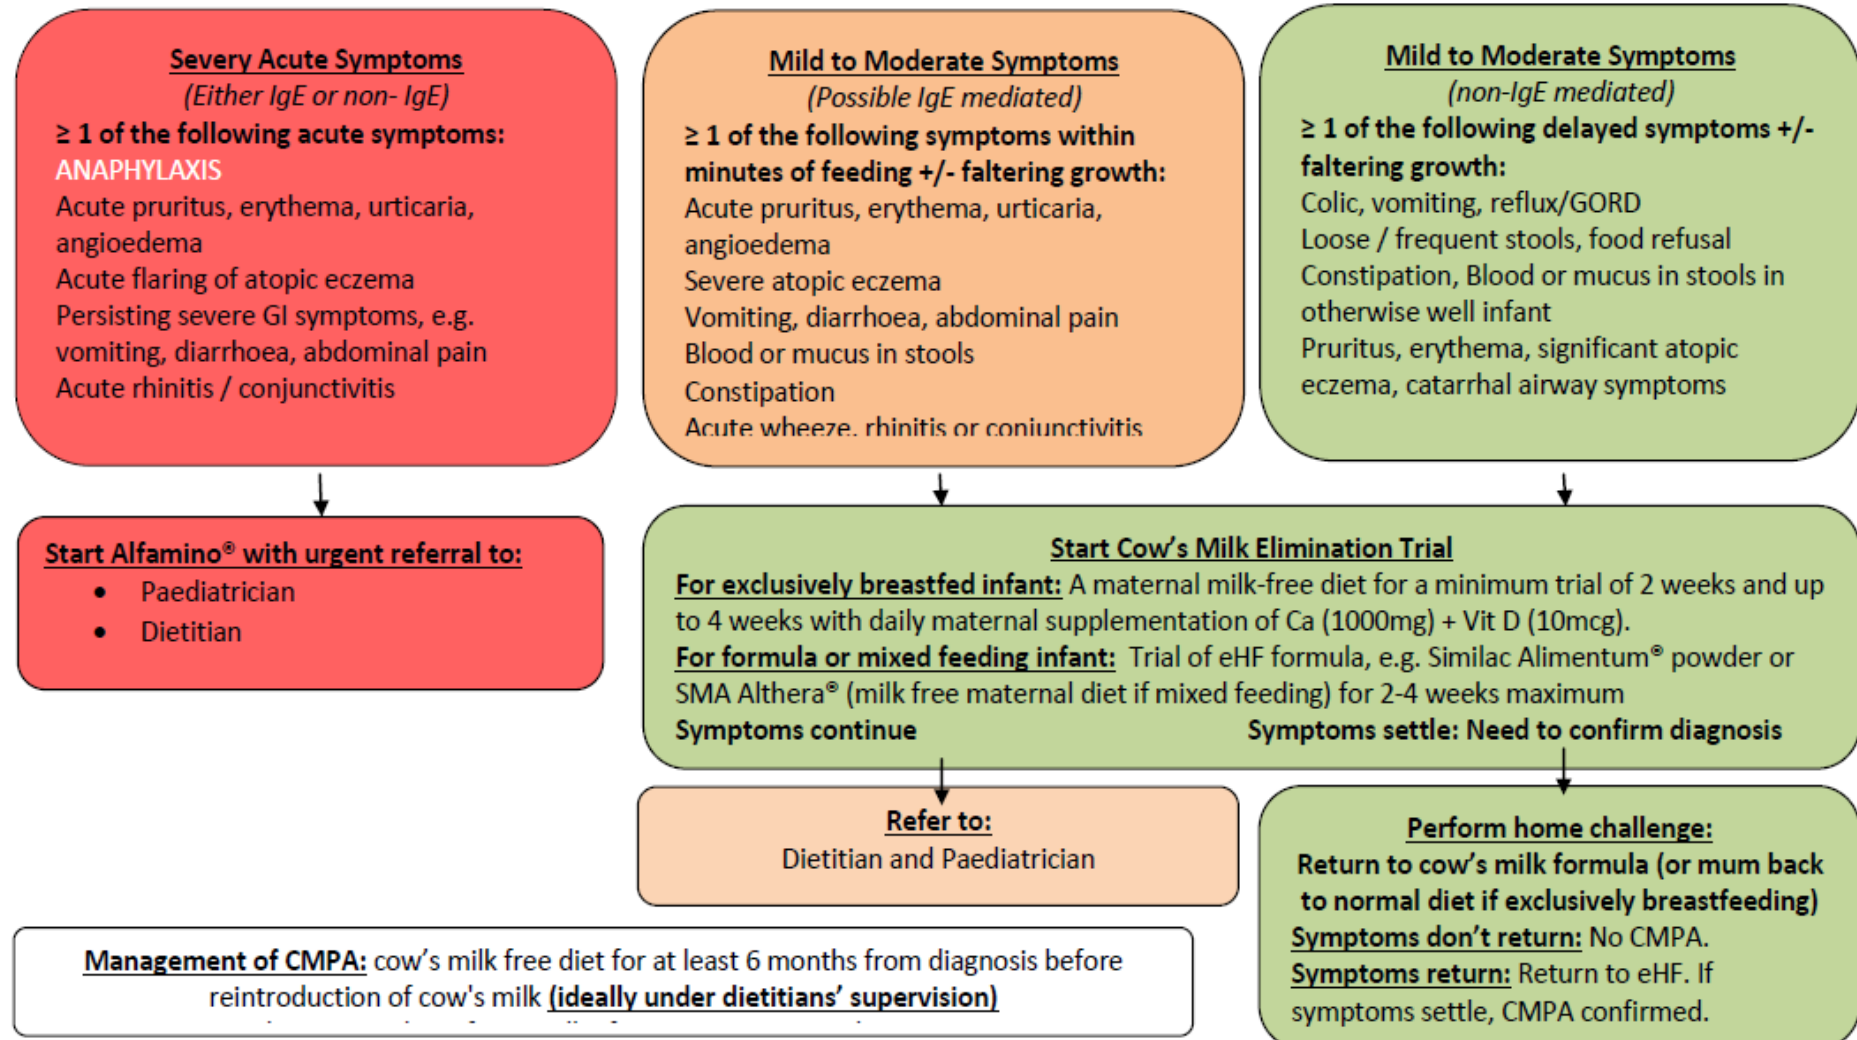 Severy Acute Symptoms
(Either IgE or non- IgE)
≥ 1 of the following acute symptoms:
ANAPHYLAXIS
Acute pruritus, erythema, urticaria,
angioedema
Acute flaring of atopic eczema
Persisting severe GI symptoms, e.g.
vomiting, diarrhoea, abdominal pain
Acute rhinitis / conjunctivitis
Mild to Moderate Symptoms
(Possible IgE mediated)
≥ 1 of the following symptoms within
minutes of feeding +/- faltering growth:
Acute pruritus, erythema, urticaria,
angioedema
Severe atopic eczema
Vomiting, diarrhoea, abdominal pain
Blood or mucus in stools
Constipation
Acute wheeze, rhinitis or conjunctivitis
Mild to Moderate Symptoms
(non-IgE mediated)
≥ 1 of the following delayed symptoms +/-
faltering growth:
Colic, vomiting, reflux/GORD
Loose / frequent stools, food refusal
Constipation, Blood or mucus in stools in
otherwise well infant
Pruritus, erythema, significant atopic
eczema, catarrhal airway symptoms
Start Alfamino® with urgent referral to:
• Paediatrician
• Dietitian
Start Cow's Milk Elimination Trial
For exclusively breastfed infant: A maternal milk-free diet for a minimum trial of 2 weeks and up
to 4 weeks with daily maternal supplementation of Ca (1000mg) + Vit D (10mcg).
For formula or mixed feeding infant: Trial of eHF formula, e.g. Similac Alimentum® powder or
SMA Althera® (milk free maternal diet if mixed feeding) for 2-4 weeks maximum
Symptoms continue Symptoms settle: Need to confirm diagnosis
Refer to:
Dietitian and Paediatrician
Perform home challenge:
Return to cow's milk formula (or mum back
to normal diet if exclusively breastfeeding)
Symptoms don't return: No CMPA.
Symptoms return: Return to eHF. If
symptoms settle, CMPA confirmed.
Management of CMPA: cow's milk free diet for at least 6 months from diagnosis before
reintroduction of cow's milk (ideally under dietitians' supervision)